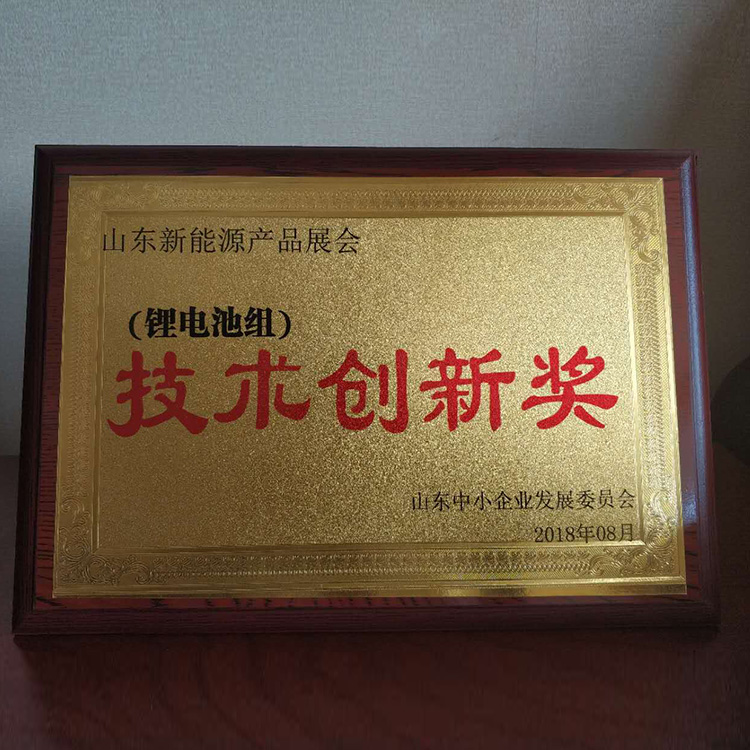 山东新能源产品展会
(锂电池组)
技术创新奖
山东中小企业发展委员会
2018年08月